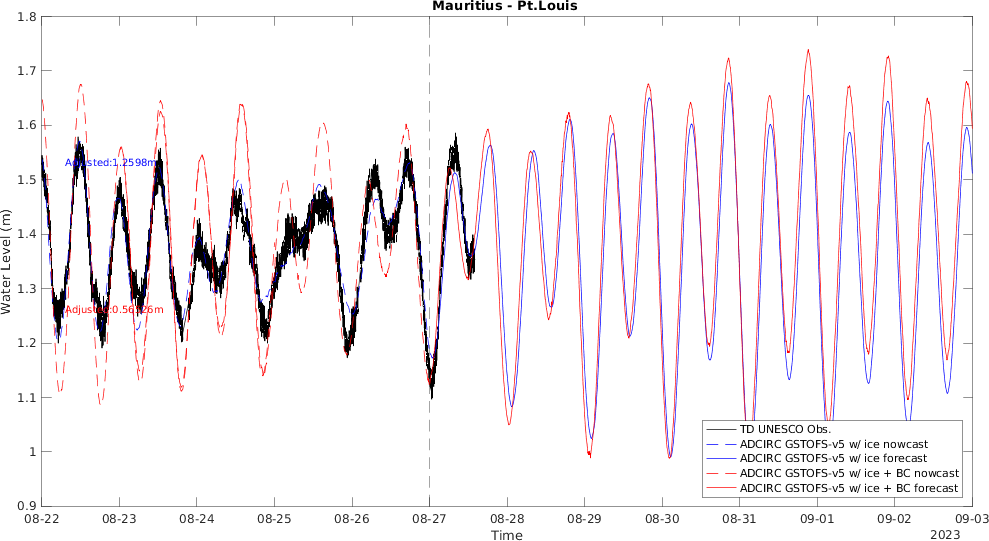 Mauritius - Pt.Louis
1.8
1.7
1.6
1.5
1.4
1.3
1.2
1.1
1
0.9
Water Level (m)
Adjusted:1.2598m
TD UNESCO Obs.
ADCIRC GSTOFS-v5 w/ ice nowcast
ADCIRC GSTOFS-v5 w/ ice forecast
ADCIRC GSTOFS-v5 w/ ice + BC nowcast
ADCIRC GSTOFS-v5 w/ ice + BC forecast
08-22 08-23 08-24 08-25 08-26 08-27 08-28 08-29 08-30 08-31 09-01 09-02 09-03
Time
2023